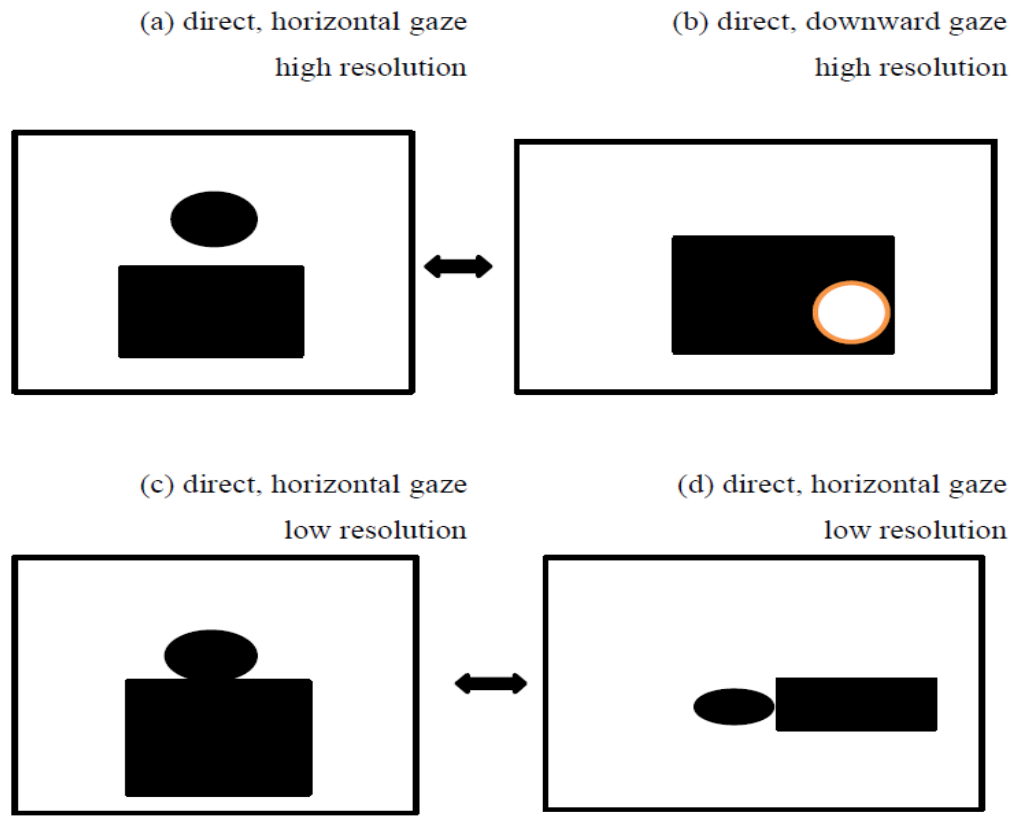 (a) direct, horizontal gaze
high resolution
(b) direct, downward gaze
high resolution
(c) direct, horizontal gaze
low resolution
(d) direct, horizontal gaze
low resolution